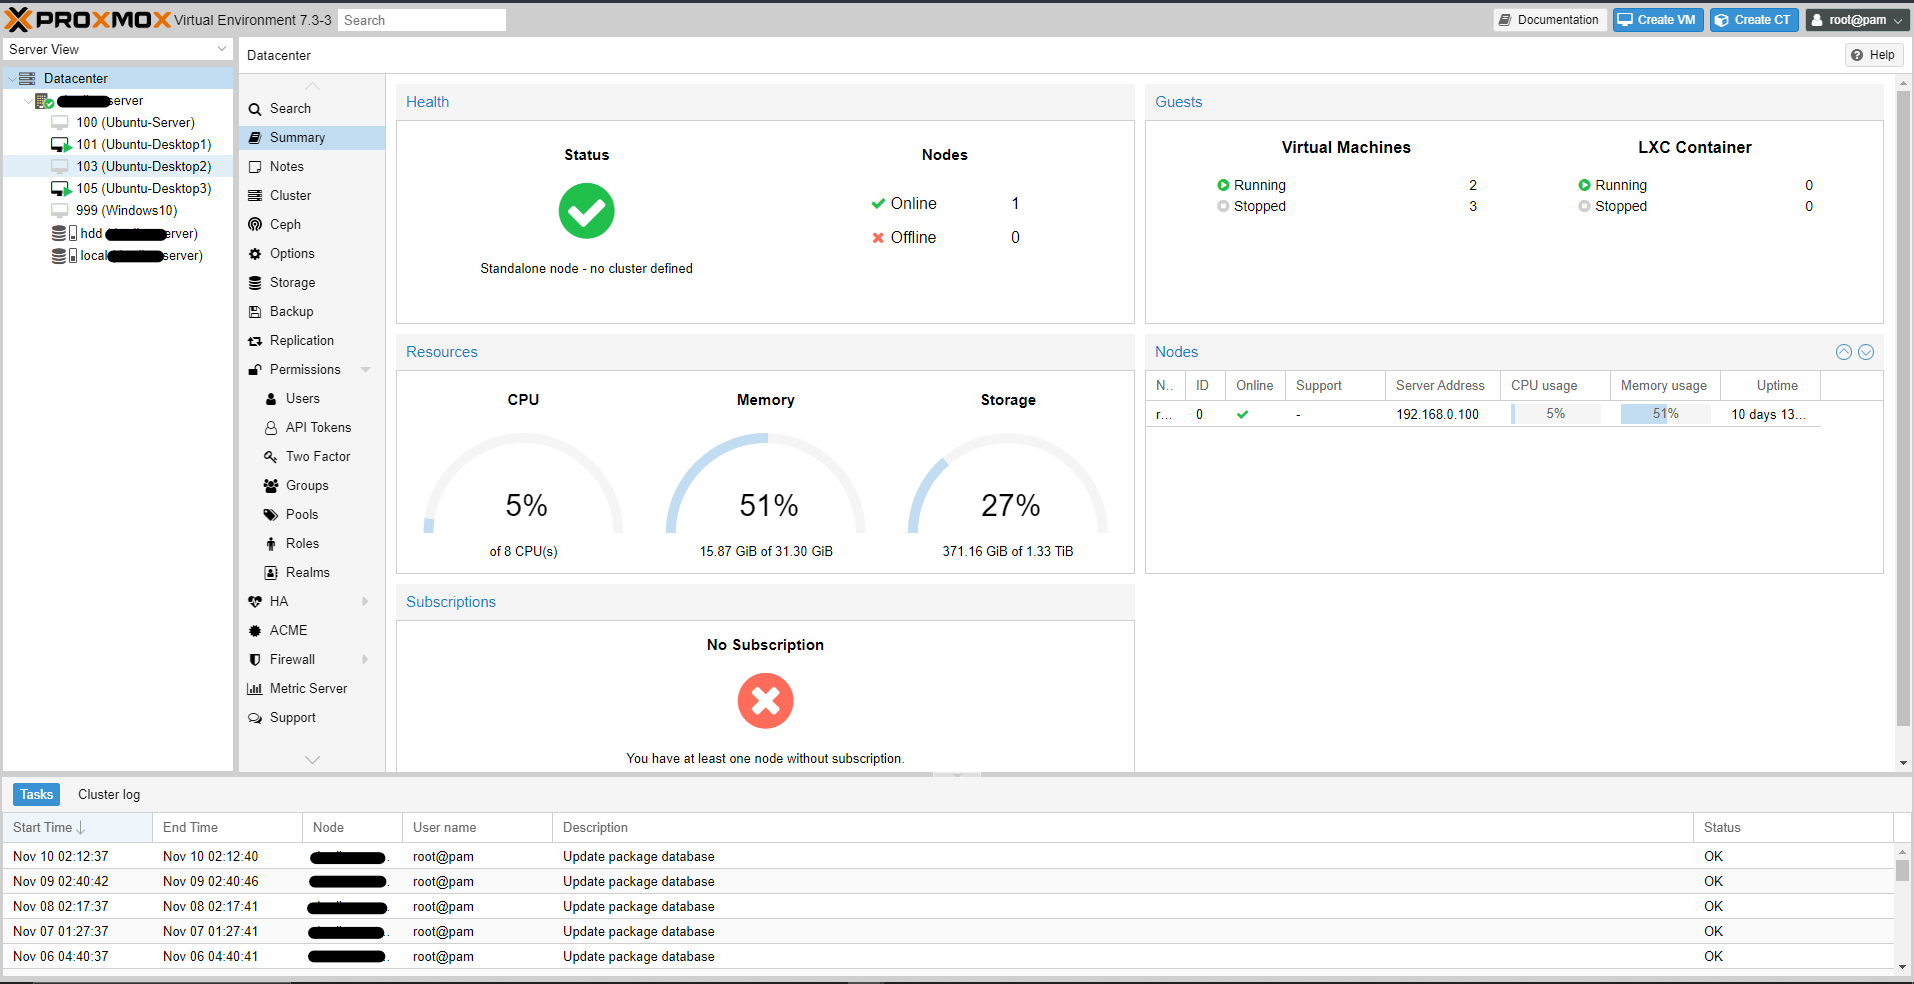 PROXMOX Virtual Environment 7.3-3 Search Documentation Create VM Create CT root@pam
Server View
Datacenter
server
100 (Ubuntu-Server)
101 (Ubuntu-Desktop1)
103 (Ubuntu-Desktop2)
105 (Ubuntu-Desktop3)
999 (Windows10)
hdd erver)
local server)
Datacenter Help
Search
Summary
Notes
Cluster
Ceph
Options
Storage
Backup
Replication
Permissions
Users
API Tokens
Two Factor
Groups
Pools
Roles
Realms
HA
ACME
Firewall
Metric Server
Support
Health
Status Nodes
Online 1
Offline 0
Standalone node - no cluster defined
Guests
Virtual Machines LXC Container
Running 2 Running 0
Stopped 3 Stopped 0
Resources
CPU Memory Storage
5% 51% 27%
of 8 CPU(s) 15.87 GiB of 31.30 GiB 371.16 GiB of 1.33 TiB
Nodes
N.. ID Online Support Server Address CPU usage Memory usage Uptime
r... 0 - 192.168.0.100 5% 51% 10 days 13...
Subscriptions
No Subscription
You have at least one node without subscription.
Tasks Cluster log
Start Time End Time Node User name Description Status
Nov 10 02:12:37 Nov 10 02:12:40 root@pam Update package database OK
Nov 09 02:40:42 Nov 09 02:40:46 root@pam Update package database OK
Nov 08 02:17:37 Nov 08 02:17:41 root@pam Update package database OK
Nov 07 01:27:37 Nov 07 01:27:41 root@pam Update package database OK
Nov 06 04:40:37 Nov 06 04:40:41 root@pam Update package database OK